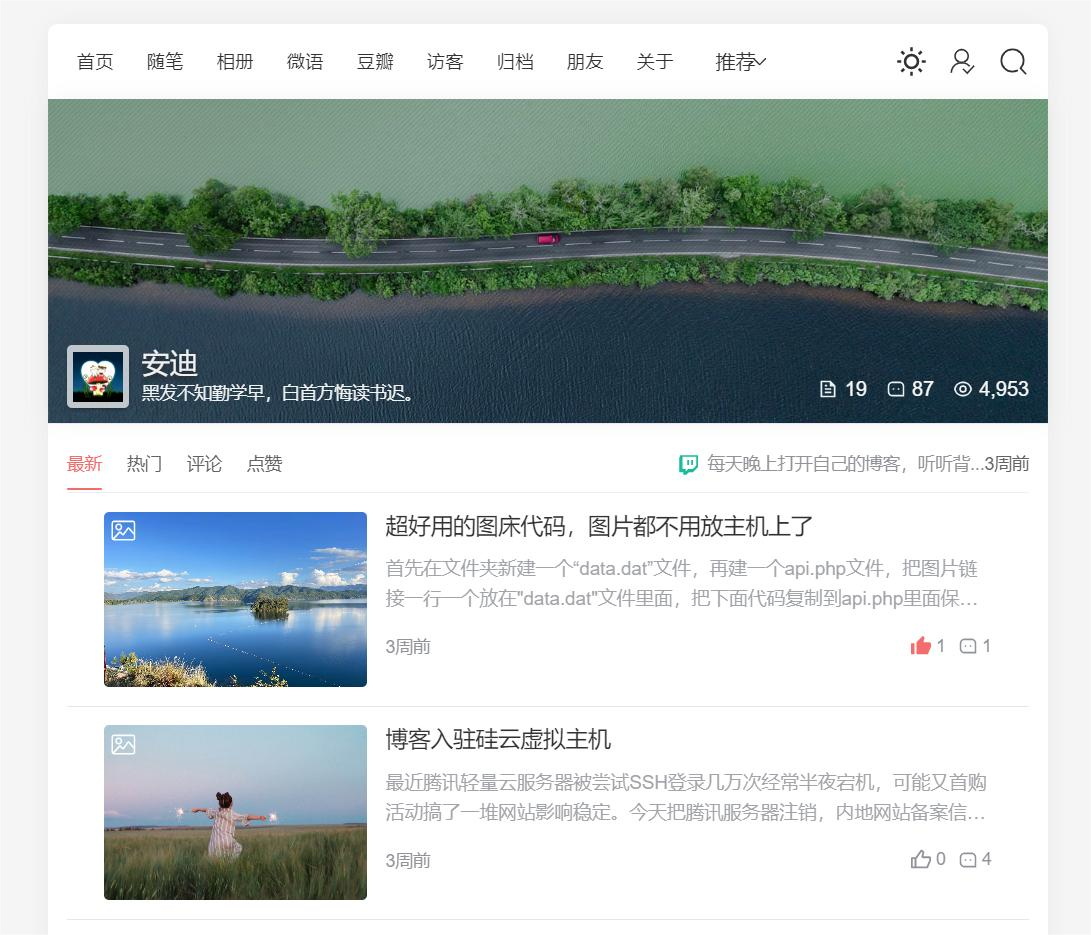 首页 随笔 相册 微语 豆瓣 访客 归档 朋友 关于 推荐
安迪
黑发不知勤学早，白首方悔读书迟。
19 87 4,953
最新 热门 评论 点赞
每天晚上打开自己的博客，听听背...3周前
超好用的图床代码，图片都不用放主机上了
首先在文件夹新建一个“data.dat”文件，再建一个api.php文件，把图片链
接一行一个放在"data.dat"文件里面，把下面代码复制到api.php里面保…
3周前 1 1
博客入驻硅云虚拟主机
最近腾讯轻量云服务器被尝试SSH登录几万次经常半夜宕机，可能又首购
活动搞了一堆网站影响稳定。今天把腾讯服务器注销，内地网站备案信…
3周前 0 4